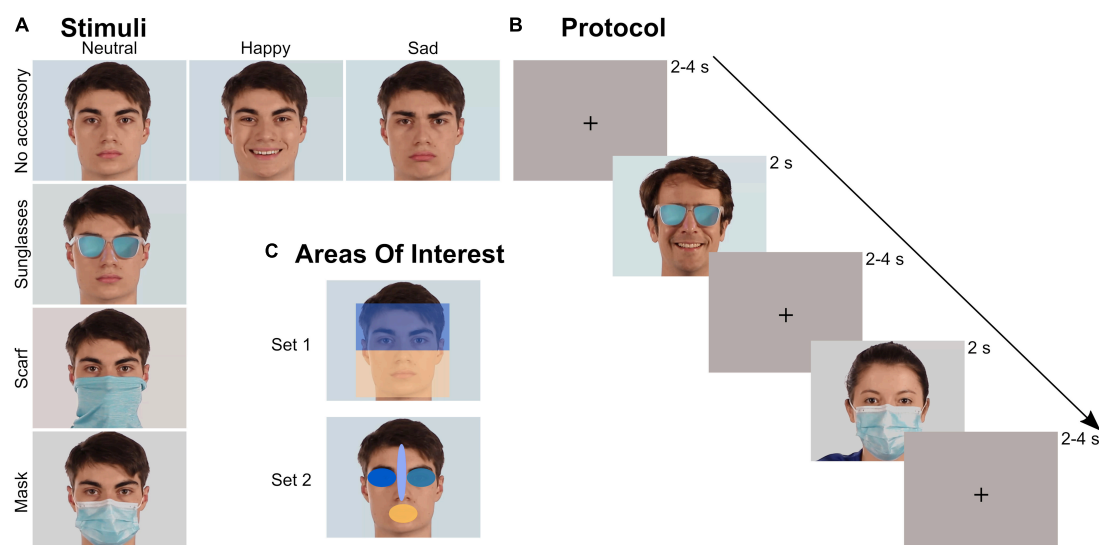 A Stimuli
Neutral Happy Sad
No accessory
Sunglasses
Scarf
Mask
B Protocol
2-4 s
2 s
2-4 s
2 s
2-4 s
C Areas Of Interest
Set 1
Set 2